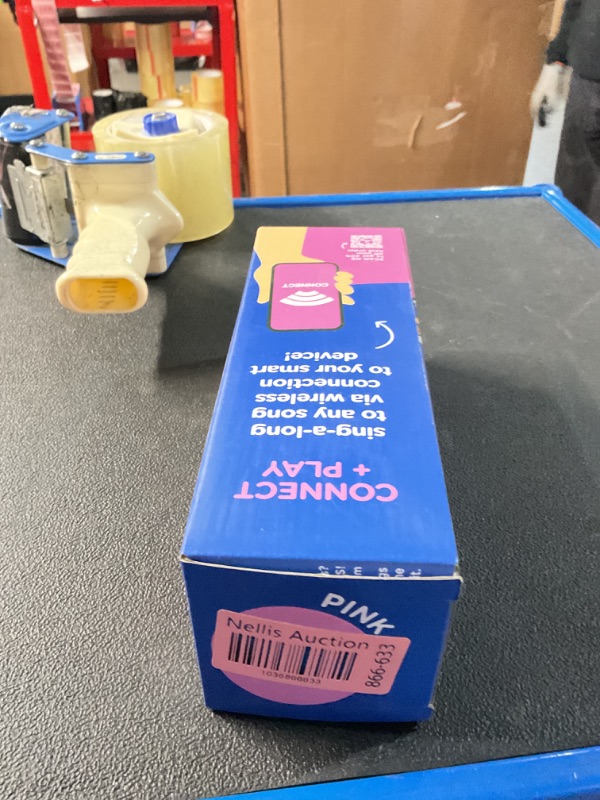 CONNECT
+ PLAY
sing-a-long
to any song
via wireless
connection
to your smart
device!
CONNECT
PINK
Nellis Auction
866-633